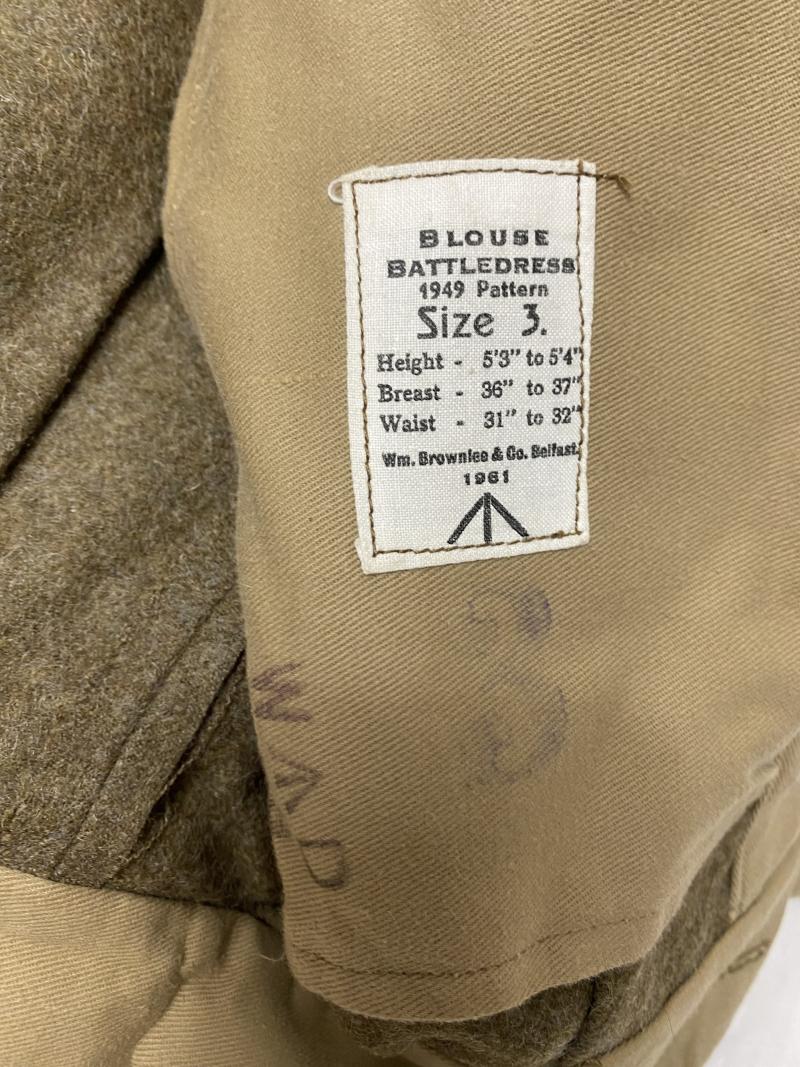 BLOUSE
BATTLEDRESS
1949 Pattern
Size 3.
Height - 5'3" to 5'4"
Breast - 36" to 37"
Waist - 31" to 32"
Wm. Brownlee & Co. Belfast.
1961
WAD